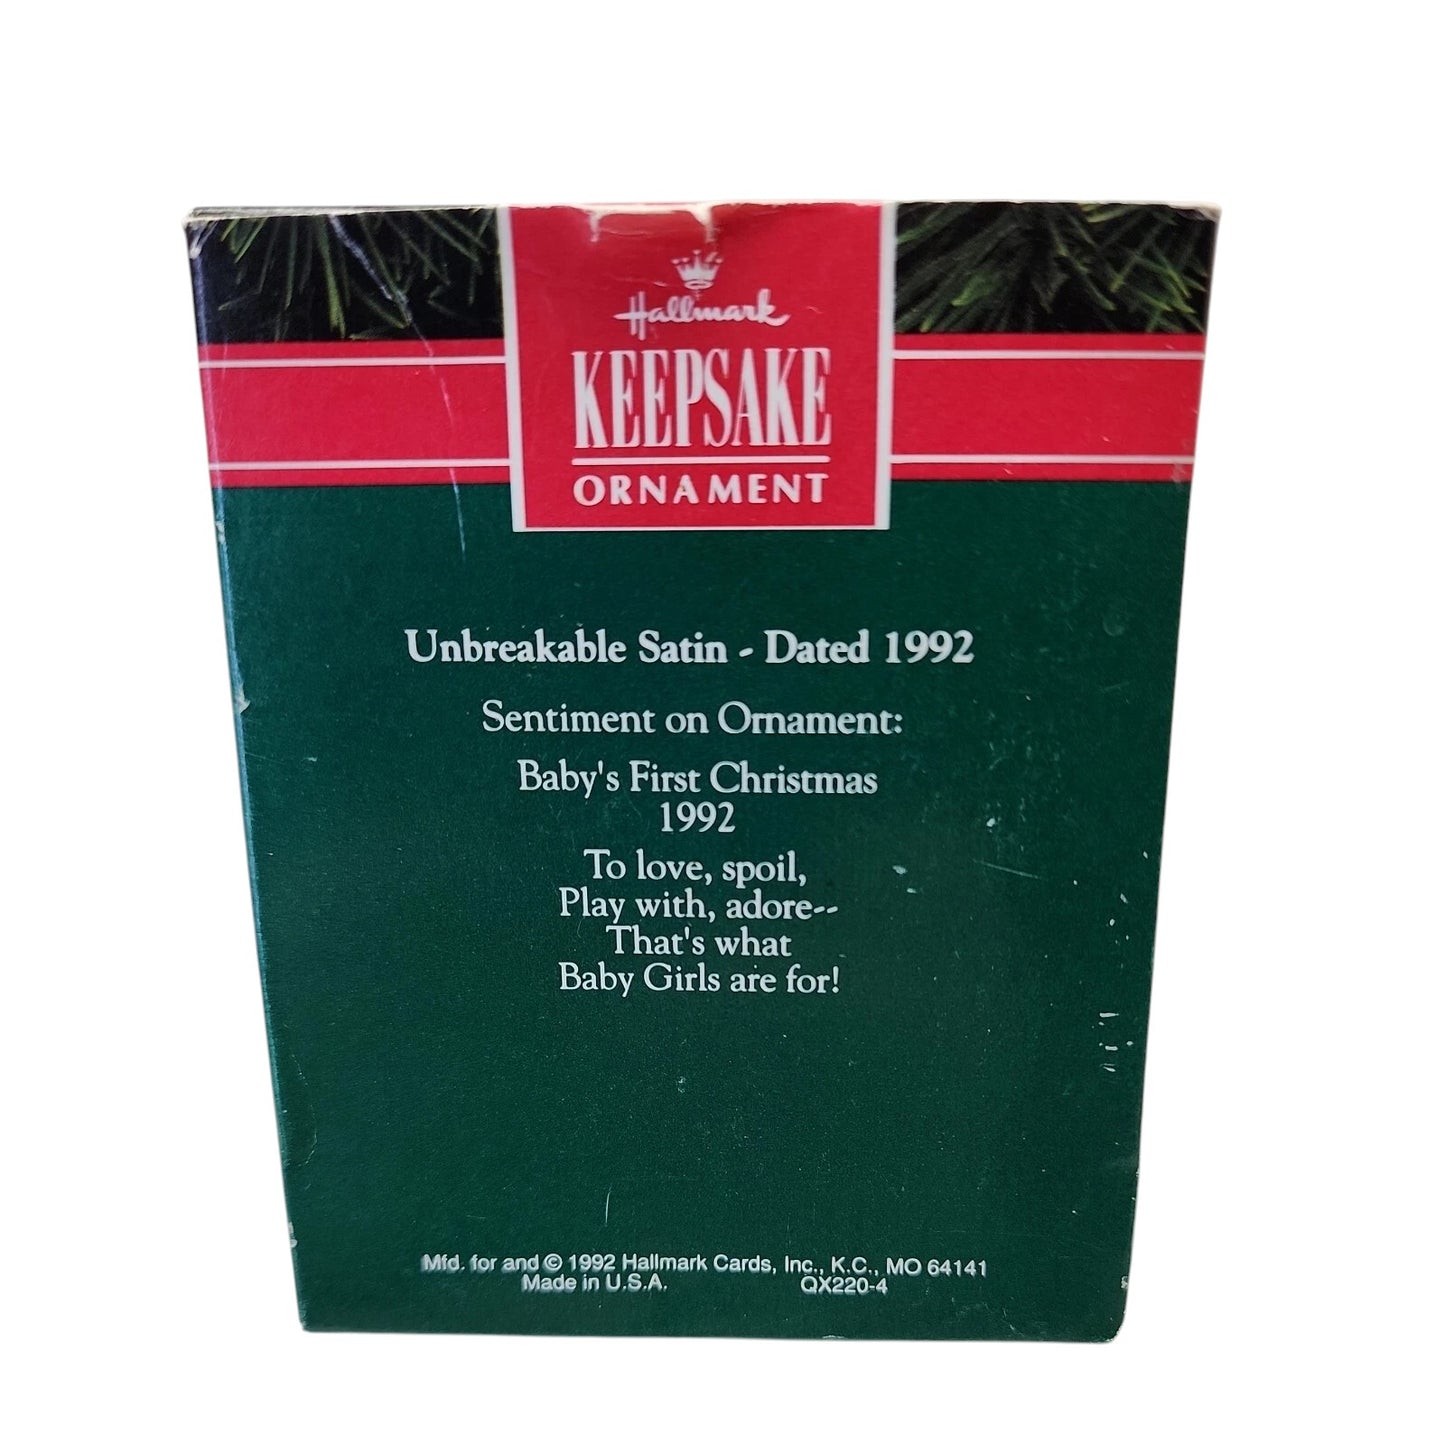 Hallmark
KEEPSAKE
ORNAMENT
Unbreakable Satin - Dated 1992
Sentiment on Ornament:
Baby's First Christmas
1992
To love, spoil,
Play with, adore--
That's what
Baby Girls are for!
Mfd. for and © 1992 Hallmark Cards, Inc., K.C., MO 64141
Made in U.S.A. QX220-4